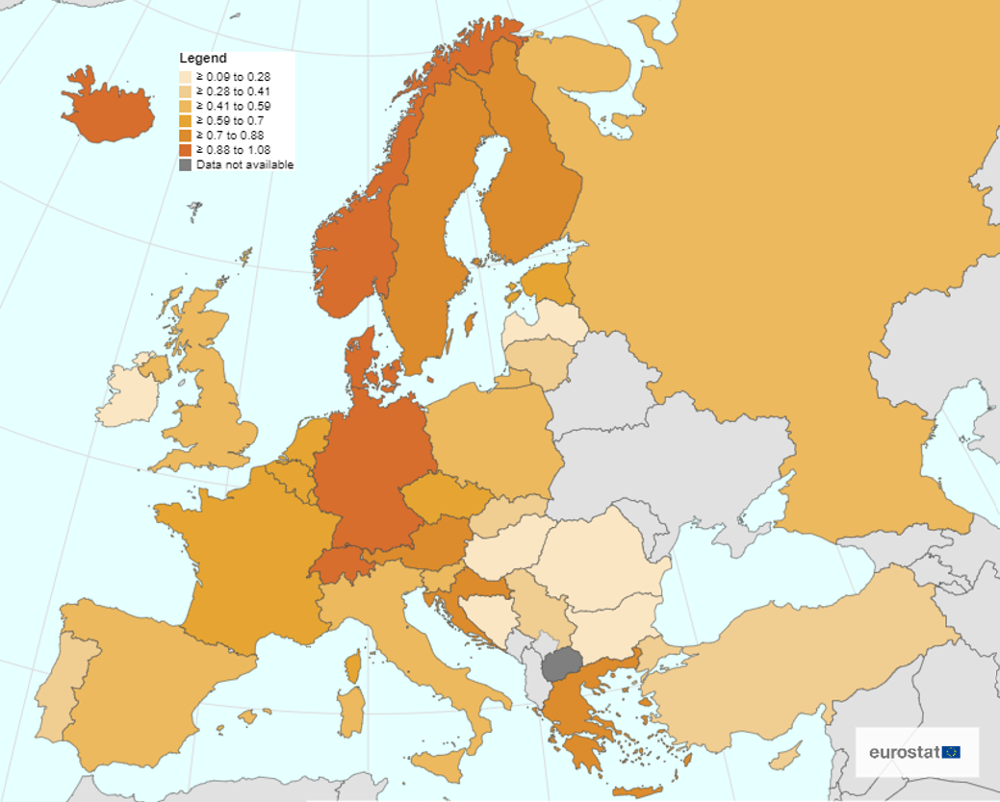 Legend
≥ 0.09 to 0.28
≥ 0.28 to 0.41
≥ 0.41 to 0.59
≥ 0.59 to 0.7
≥ 0.7 to 0.88
≥ 0.88 to 1.08
Data not available
eurostat